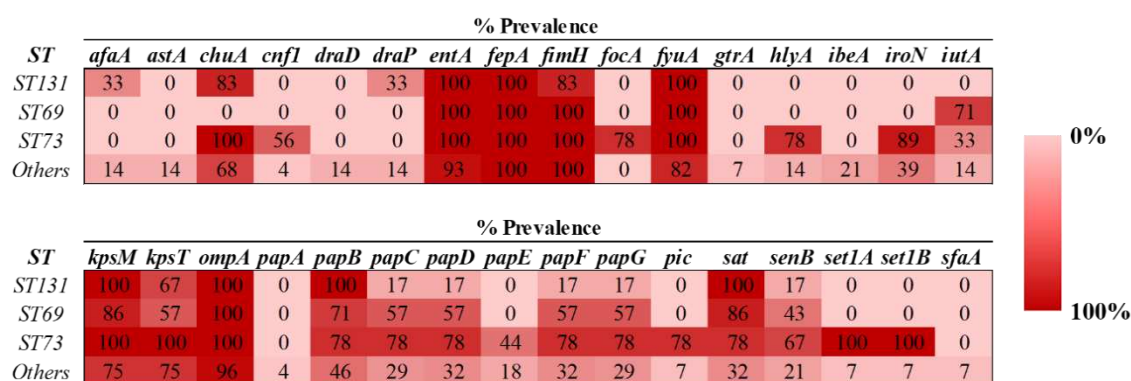 % Prevalence
ST afaA astA chuA cnf1 draD draP entA fepA fimH focA fyuA gtrA hlyA ibeA iroN iutA
ST131 33 0 83 0 0 33 100 100 83 0 100 0 0 0 0 0
ST69 0 0 0 0 0 0 100 100 100 0 100 0 0 0 0 71
ST73 0 0 100 56 0 0 100 100 100 78 100 0 78 0 89 33
Others 14 14 68 4 14 14 93 100 100 0 82 7 14 21 39 14
0%
% Prevalence
ST kpsM kpsT ompA papA papB papC papD papE papF papG pic sat senB set1A set1B sfaA
ST131 100 67 100 0 100 17 17 0 17 17 0 100 17 0 0 0
ST69 86 57 100 0 71 57 57 0 57 57 0 86 43 0 0 0
ST73 100 100 100 0 78 78 78 44 78 78 78 78 67 100 100 0
Others 75 75 96 4 46 29 32 18 32 29 7 32 21 7 7 7
100%